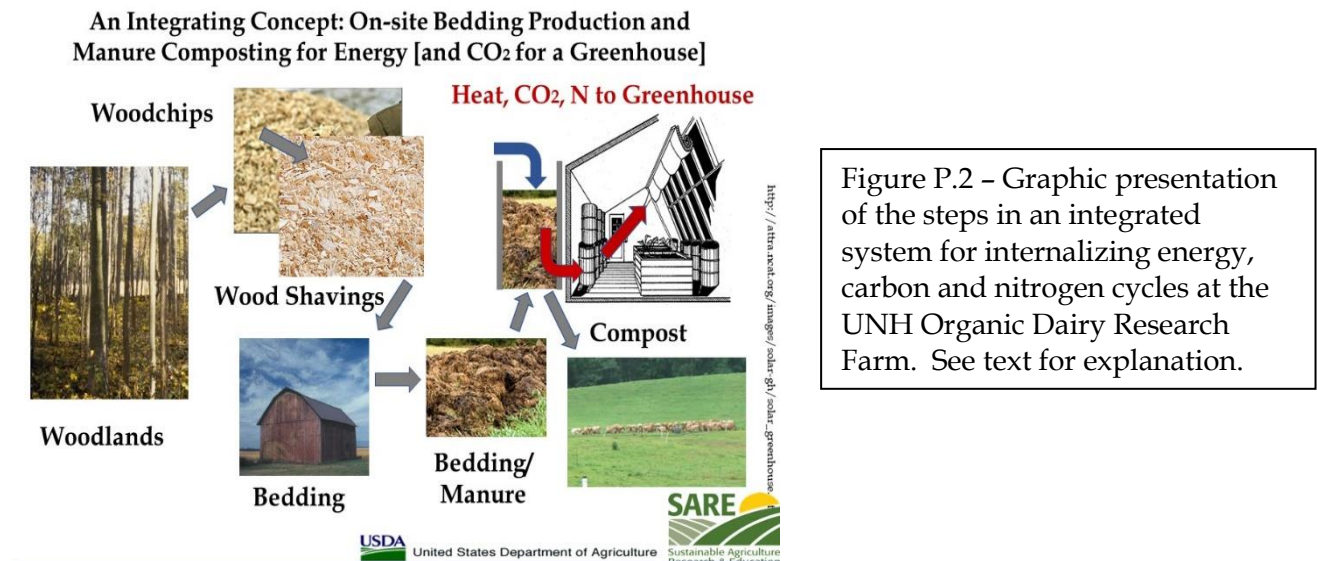 An Integrating Concept: On-site Bedding Production and
Manure Composting for Energy [and CO2 for a Greenhouse]
Woodchips
Heat, CO2, N to Greenhouse
Wood Shavings
Compost
Woodlands
Bedding
Bedding/
Manure
http://attra.ncat.org/images/solar-gh/solar_greenhouse.
USDA
United States Department of Agriculture
SARE
Sustainable Agriculture
Research & Education
Figure P.2 – Graphic presentation
of the steps in an integrated
system for internalizing energy,
carbon and nitrogen cycles at the
UNH Organic Dairy Research
Farm. See text for explanation.